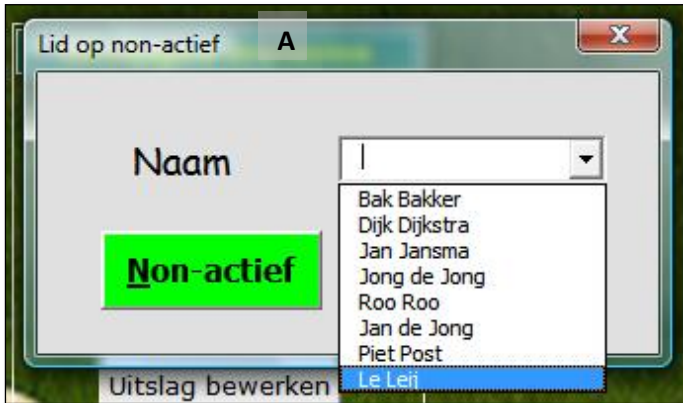 Lid op non-actief
A
x
Naam
Bak Bakker
Dijk Dijkstra
Jan Jansma
Jong de Jong
Roo Roo
Jan de Jong
Piet Post
Le Leij
Non-actief
Uitslag bewerken